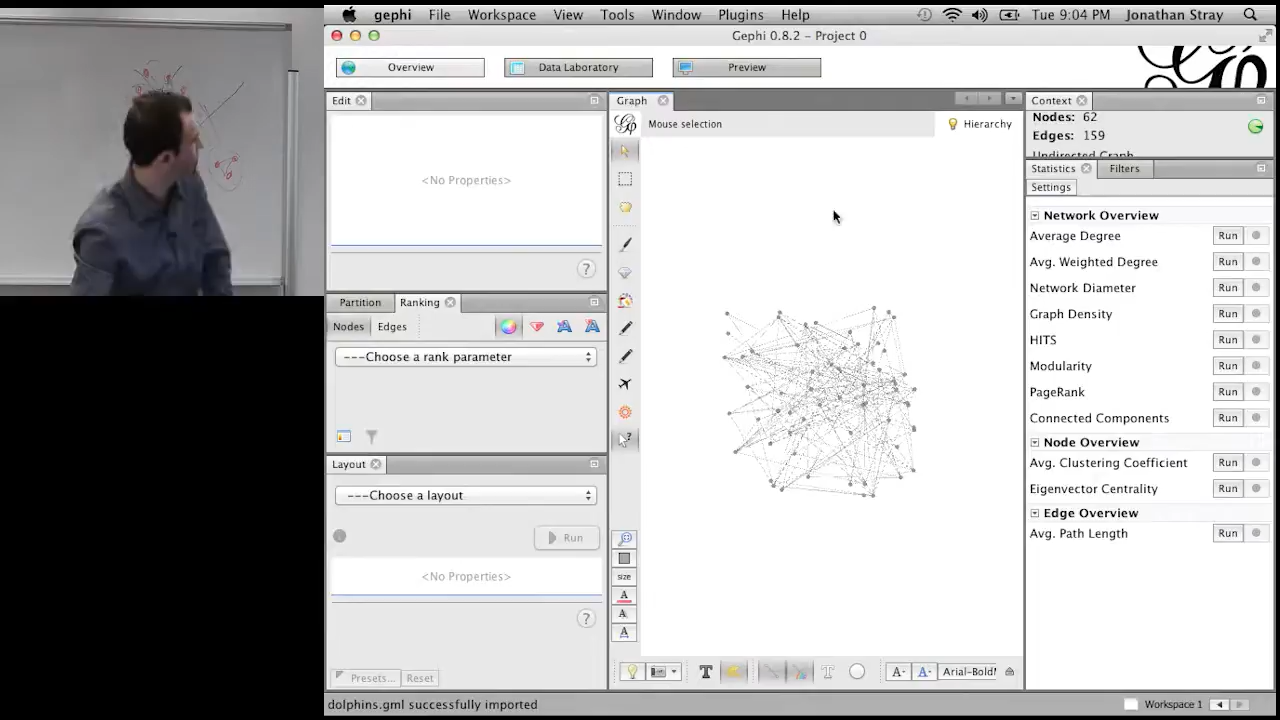 gephi File Workspace View Tools Window Plugins Help Tue 9:04 PM Jonathan Stray
Gephi 0.8.2 - Project 0
Overview Data Laboratory Preview
Edit
<No Properties>
?
Partition Ranking
Nodes Edges
---Choose a rank parameter
Layout
---Choose a layout
Run
<No Properties>
?
Presets... Reset
Graph
Mouse selection Hierarchy
size
A
A
A
T T A- A- Arial-Bold
Context
Nodes: 62
Edges: 159
Undirected Graph
Statistics Filters
Settings
Network Overview
Average Degree Run
Avg. Weighted Degree Run
Network Diameter Run
Graph Density Run
HITS Run
Modularity Run
PageRank Run
Connected Components Run
Node Overview
Avg. Clustering Coefficient Run
Eigenvector Centrality Run
Edge Overview
Avg. Path Length Run
dolphins.gml successfully imported Workspace 1